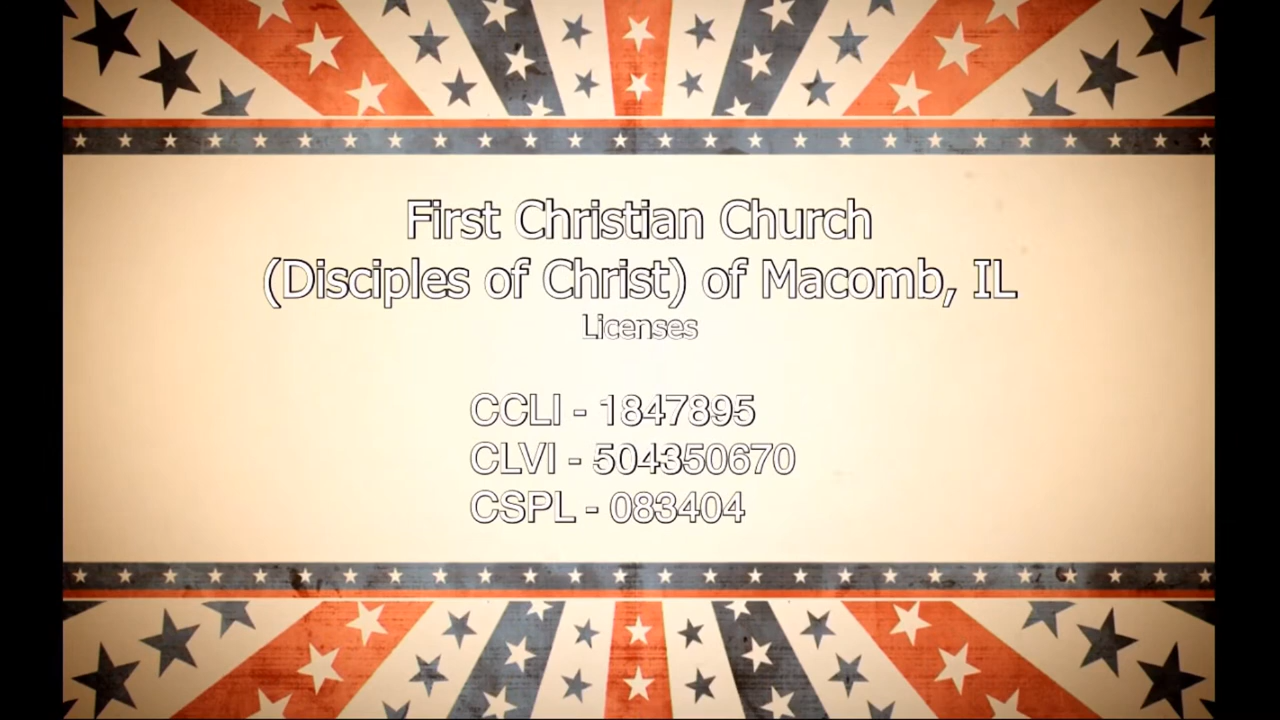 First Christian Church
(Disciples of Christ) of Macomb, IL
Licenses
CCLI - 1847895
CLVI - 504350670
CSPL - 083404